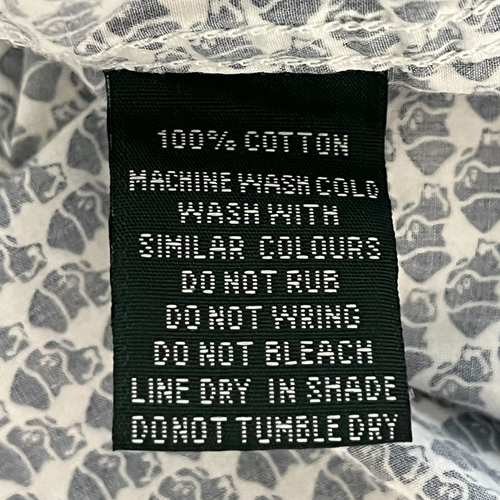 100% COTTON
MACHINE WASH COLD
WASH WITH
SIMILAR COLOURS
DO NOT RUB
DO NOT WRING
DO NOT BLEACH
LINE DRY IN SHADE
DO NOT TUMBLE DRY